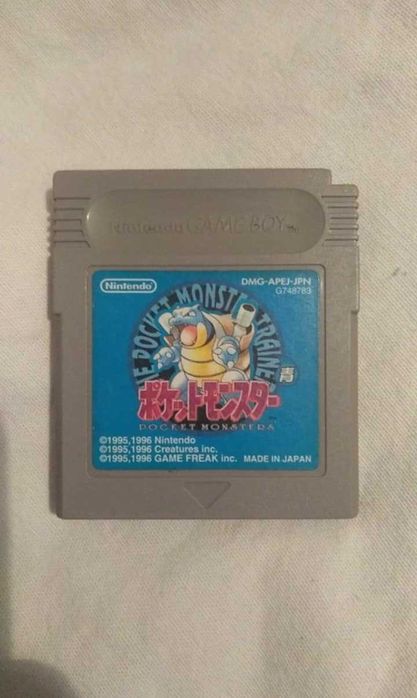 Nintendo GAME BOY TM
Nintendo
DMG-APEJ-JPN
G748783
THE POCKET MONSTER TRAINER
青
ポケットモンスター
POCKET MONSTERS
©1995,1996 Nintendo
©1995,1996 Creatures inc.
©1995,1996 GAME FREAK inc. MADE IN JAPAN